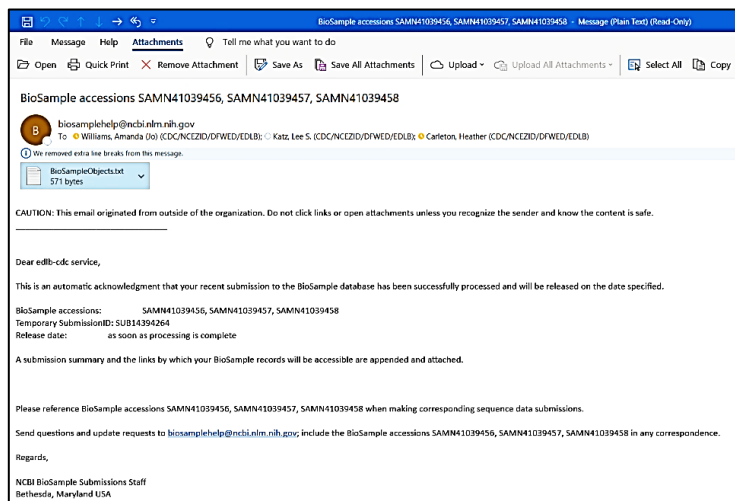 BioSample accessions SAMN41039456, SAMN41039457, SAMN41039458 - Message (Plain Text) (Read-Only)
File Message Help Attachments Tell me what you want to do
Open Quick Print Remove Attachment Save As Save All Attachments Upload Upload All Attachments Select All Copy
BioSample accessions SAMN41039456, SAMN41039457, SAMN41039458
B
biosamplehelp@ncbi.nlm.nih.gov
To Williams, Amanda (Jo) (CDC/NCEZID/DFWED/EDLB); Katz, Lee S. (CDC/NCEZID/DFWED/EDLB); Carleton, Heather (CDC/NCEZID/DFWED/EDLB)
We removed extra line breaks from this message.
BioSampleObjects.txt
571 bytes
CAUTION: This email originated from outside of the organization. Do not click links or open attachments unless you recognize the sender and know the content is safe.
Dear edlb-cdc service,
This is an automatic acknowledgment that your recent submission to the BioSample database has been successfully processed and will be released on the date specified.
BioSample accessions: SAMN41039456, SAMN41039457, SAMN41039458
Temporary SubmissionID: SUB14394264
Release date: as soon as processing is complete
A submission summary and the links by which your BioSample records will be accessible are appended and attached.
Please reference BioSample accessions SAMN41039456, SAMN41039457, SAMN41039458 when making corresponding sequence data submissions.
Send questions and update requests to biosamplehelp@ncbi.nlm.nih.gov; include the BioSample accessions SAMN41039456, SAMN41039457, SAMN41039458 in any correspondence.
Regards,
NCBI BioSample Submissions Staff
Bethesda, Maryland USA